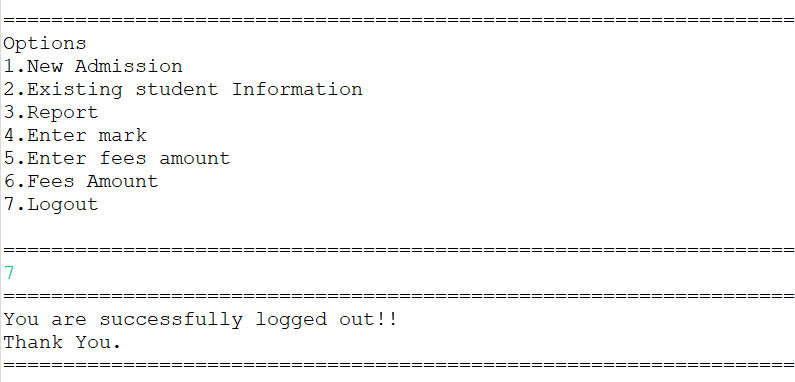 ==================================================================
Options
1.New Admission
2.Existing student Information
3.Report
4.Enter mark
5.Enter fees amount
6.Fees Amount
7.Logout
==================================================================
7
==================================================================
You are successfully logged out!!
Thank You.
==================================================================